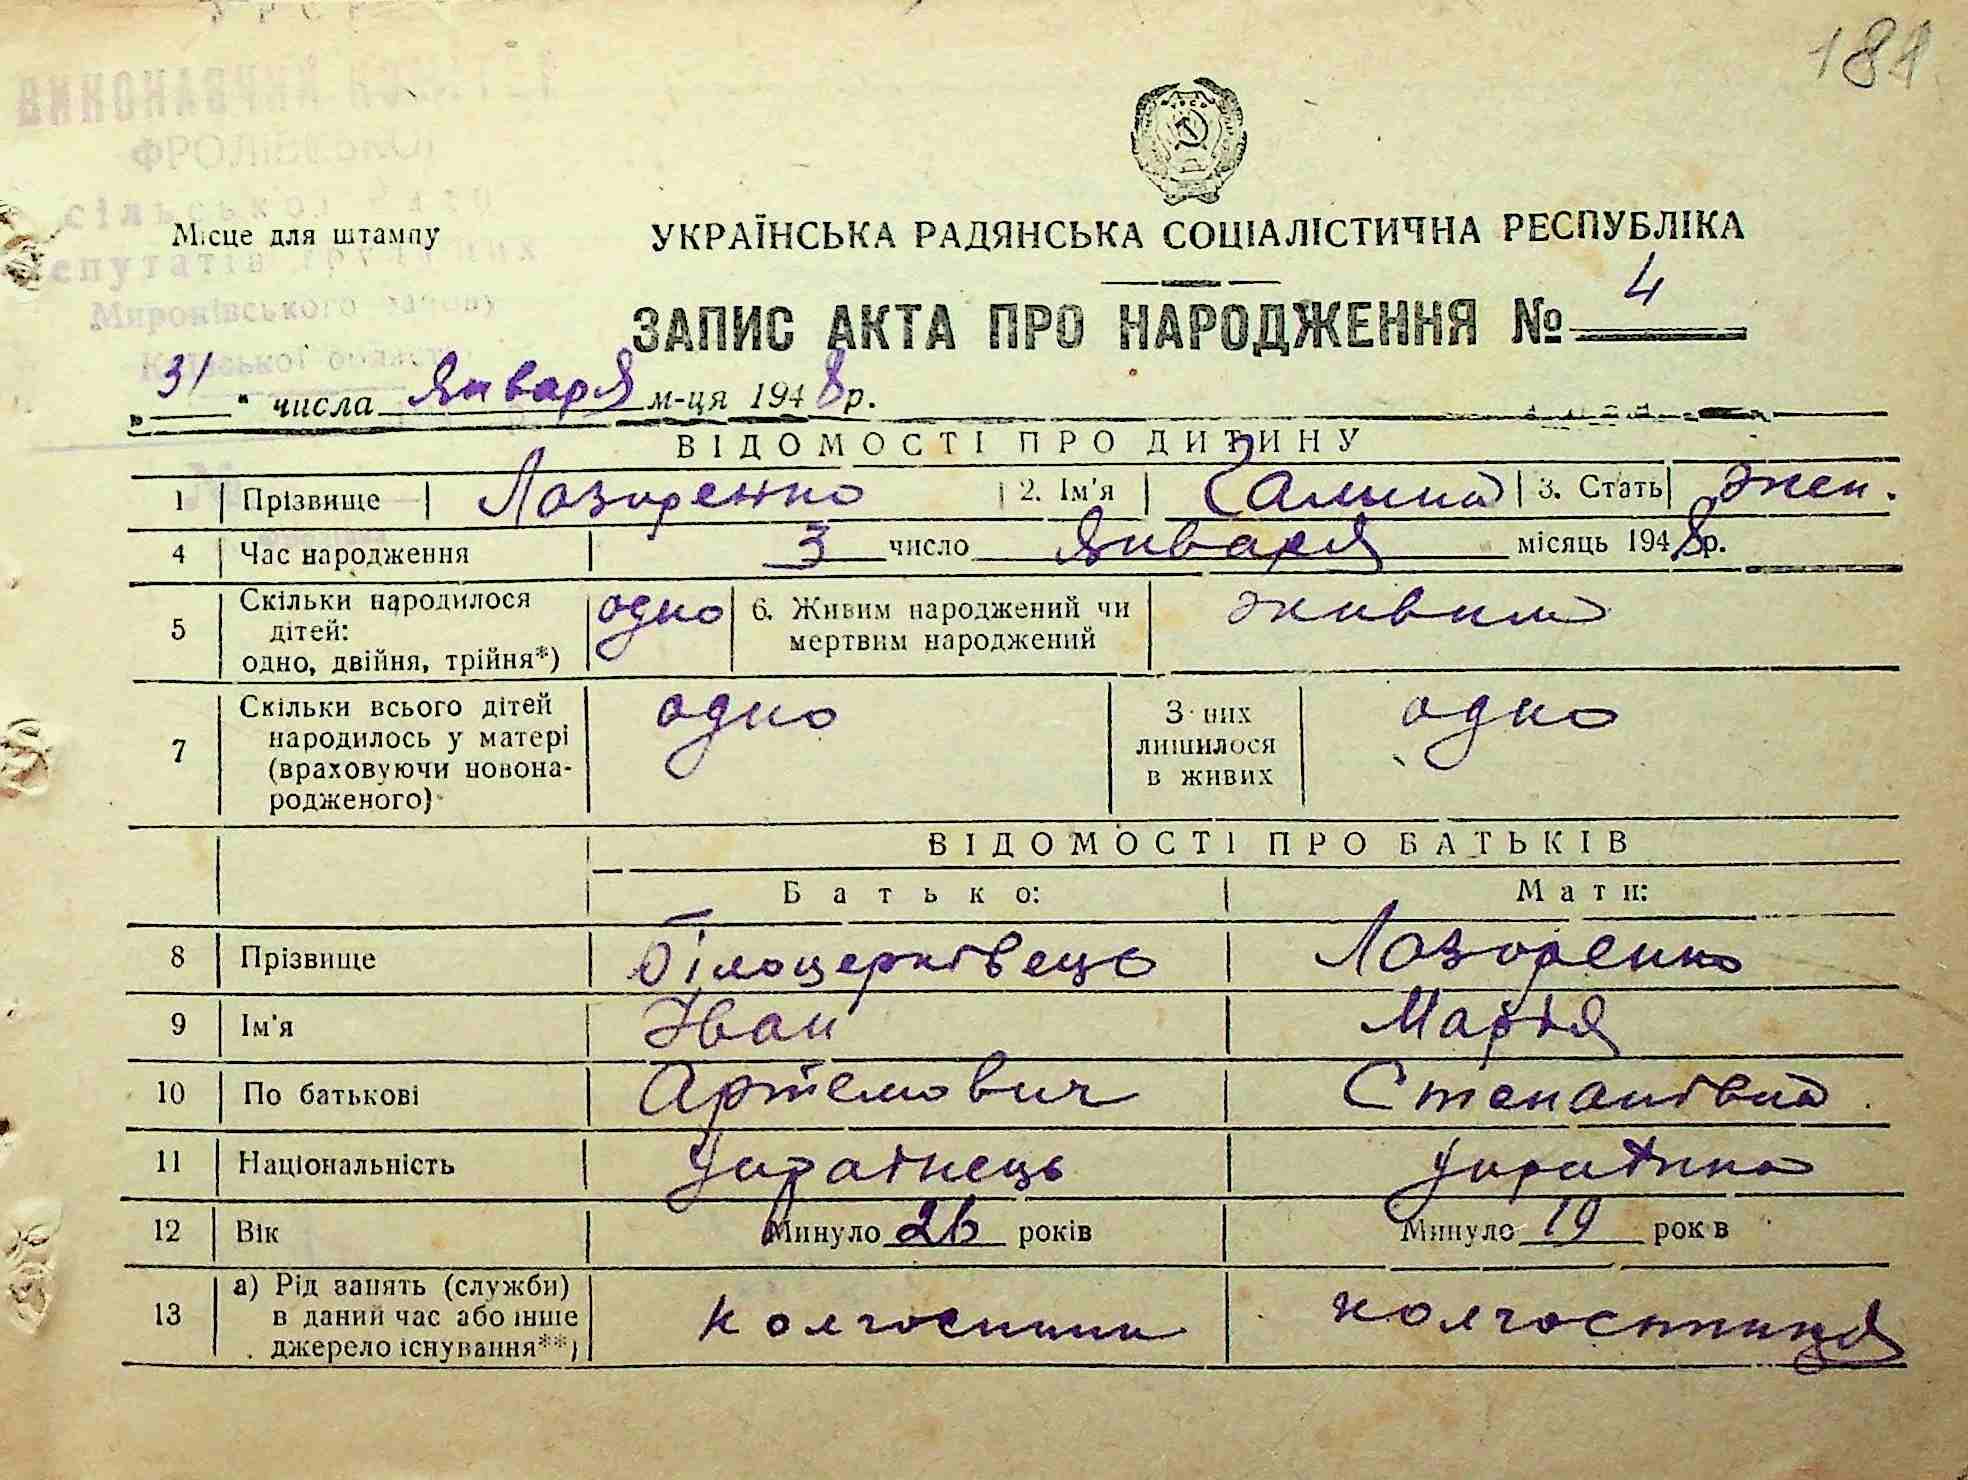 181
ВИКОНАВЧИЙ КОМІТЕТ
ФРОЛІВСЬКОЇ
сільської Ради
депутатів трудящих
Миронівського району
Київської області
Місце для штампу
УКРАЇНСЬКА РАДЯНСЬКА СОЦІАЛІСТИЧНА РЕСПУБЛІКА
ЗАПИС АКТА ПРО НАРОДЖЕННЯ № 4
„31“ числа Января м-ця 1948 р.
ВІДОМОСТІ ПРО ДИТИНУ
1 Прізвище Лазоренко 2. Ім'я Галина 3. Стать жен.
4 Час народження 3 число Января місяць 1948 р.
5 Скільки народилося дітей: одно, двійня, трійня*) одно 6. Живим народжений чи мертвим народжений живим
7 Скільки всього дітей народилось у матері (враховуючи новонародженого) одно З них лишилося в живих одно
ВІДОМОСТІ ПРО БАТЬКІВ
Батько: Мати:
8 Прізвище Білоцерківець Лазоренко
9 Ім'я Іван Марія
10 По батькові Артемович Степанівна
11 Національність Українець Українка
12 Вік Минуло 26 років Минуло 19 рок в
13 а) Рід занять (служби) в даний час або інше джерело існування**) колгоспник колгоспниця